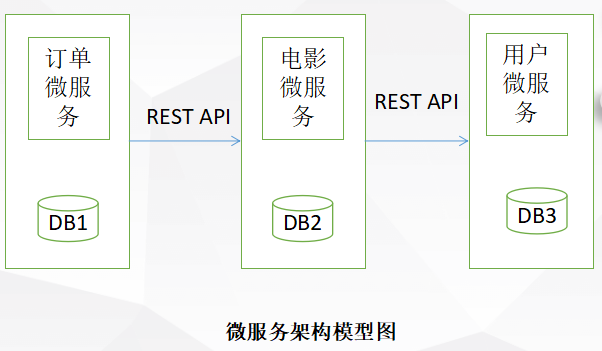 订单
微服
务
DB1
REST API
电影
微服
务
DB2
REST API
用户
微服
务
DB3
微服务架构模型图